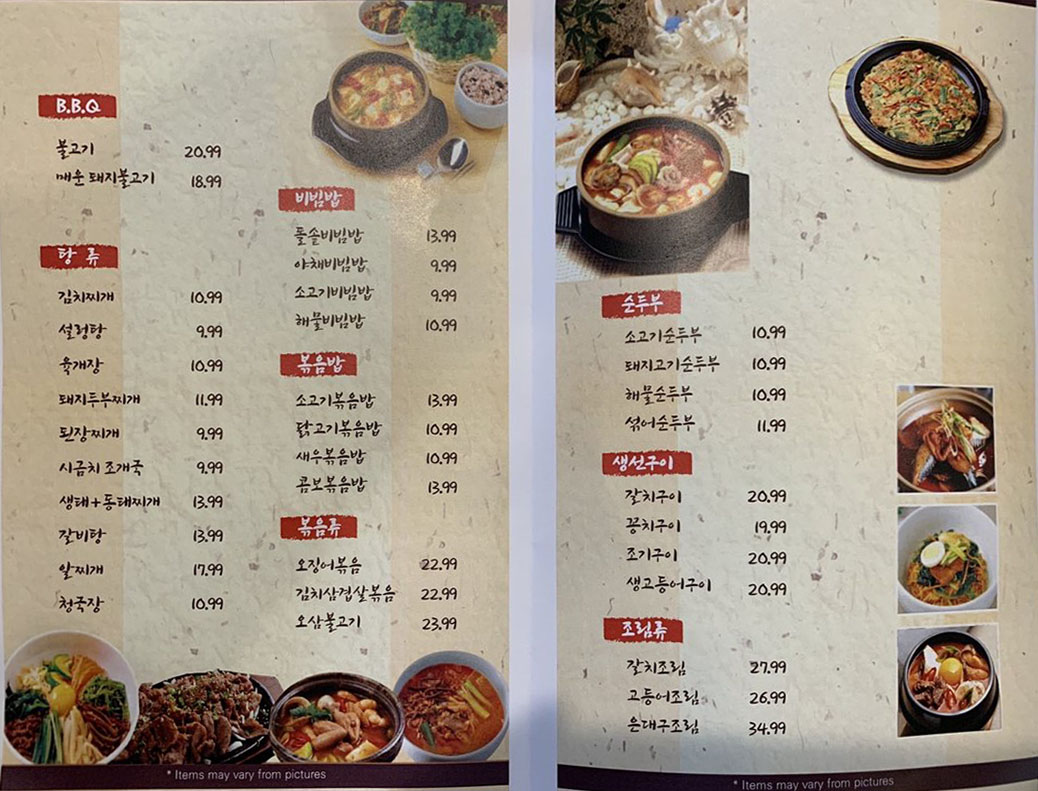 B.B.Q
불고기 20.99
매운 돼지불고기 18.99
탕 류
김치찌개 10.99
설렁탕 9.99
육개장 10.99
돼지두부찌개 11.99
된장찌개 9.99
시금치 조개국 9.99
생태+동태찌개 13.99
갈비탕 13.99
알찌개 17.99
청국장 10.99
비빔밥
돌솔비빔밥 13.99
야채비빔밥 9.99
소고기비빔밥 9.99
해물비빔밥 10.99
볶음밥
소고기볶음밥 13.99
닭고기볶음밥 10.99
새우볶음밥 10.99
콤보볶음밥 13.99
볶음류
오징어볶음 22.99
김치삼겹살볶음 22.99
오삼불고기 23.99
* Items may vary from pictures
순두부
소고기순두부 10.99
돼지고기순두부 10.99
해물순두부 10.99
섞어순두부 11.99
생선구이
갈치구이 20.99
꽁치구이 19.99
조기구이 20.99
생고등어구이 20.99
조림류
갈치조림 27.99
고등어조림 26.99
은대구조림 34.99
* Items may vary from pictures